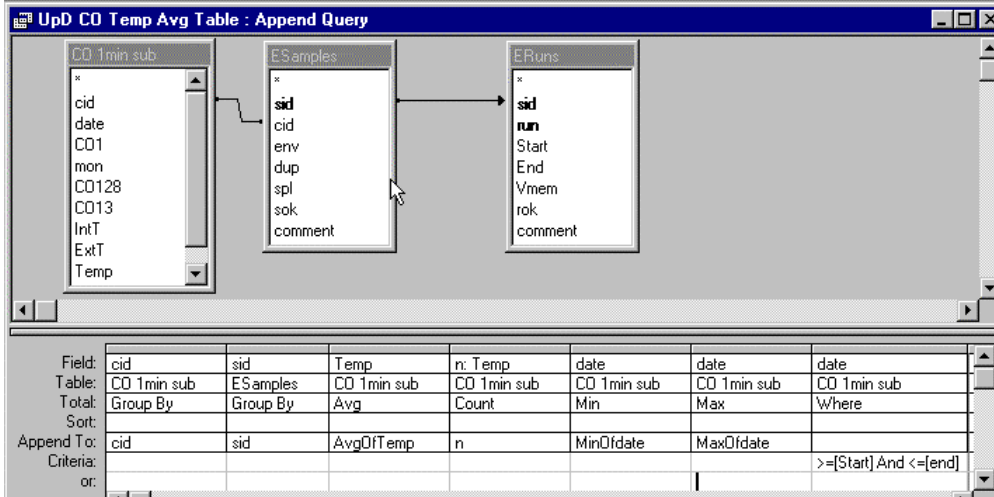 UpD CO Temp Avg Table : Append Query
CO 1min sub
*
cid
date
CO1
mon
CO128
CO13
IntT
ExtT
Temp
ESamples
*
sid
cid
env
dup
spl
sok
comment
ERuns
*
sid
run
Start
End
Vmem
rok
comment
Field: cid sid Temp n: Temp date date date
Table: CO 1min sub ESamples CO 1min sub CO 1min sub CO 1min sub CO 1min sub CO 1min sub
Total: Group By Group By Avg Count Min Max Where
Sort:
Append To: cid sid AvgOfTemp n MinOfdate MaxOfdate
Criteria: >=[Start] And <=[end]
or: